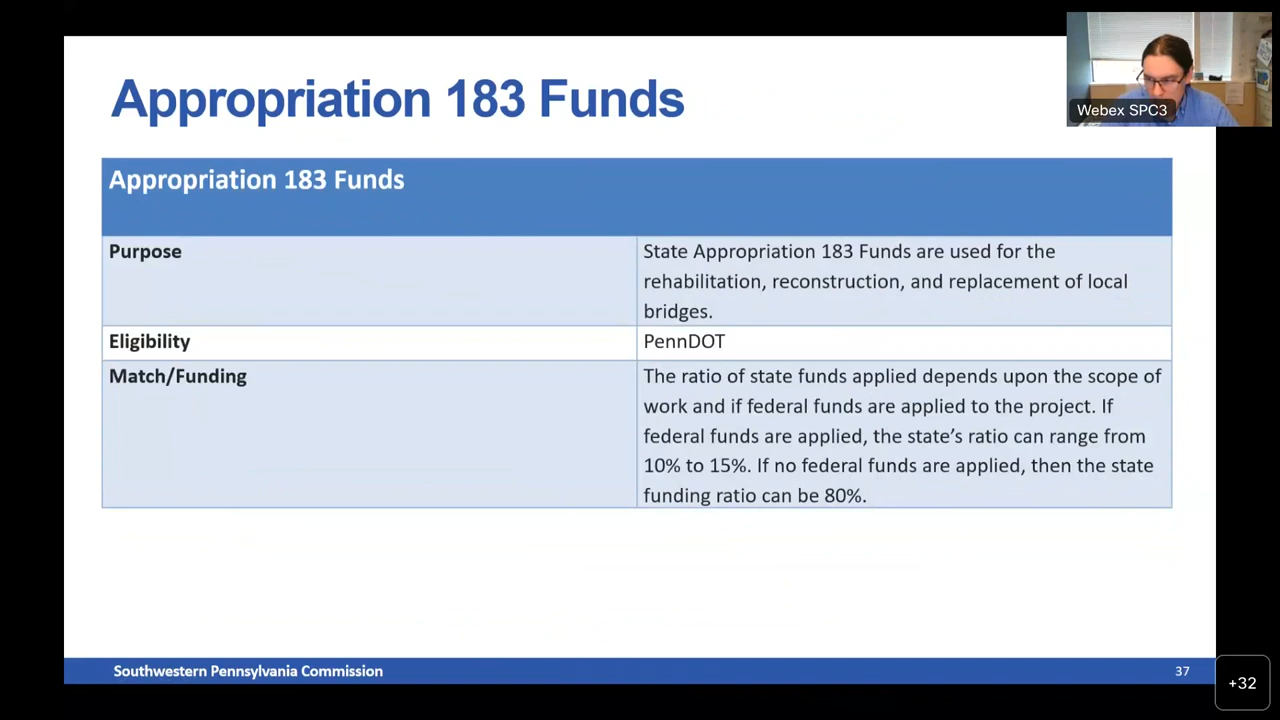 Appropriation 183 Funds
Webex SPC3
Appropriation 183 Funds
Purpose
State Appropriation 183 Funds are used for the
rehabilitation, reconstruction, and replacement of local
bridges.
Eligibility
PennDOT
Match/Funding
The ratio of state funds applied depends upon the scope of
work and if federal funds are applied to the project. If
federal funds are applied, the state’s ratio can range from
10% to 15%. If no federal funds are applied, then the state
funding ratio can be 80%.
Southwestern Pennsylvania Commission
37
+32